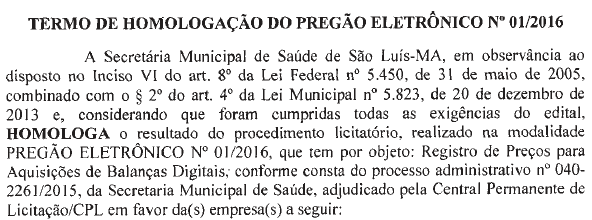 TERMO DE HOMOLOGAÇÃO DO PREGÃO ELETRÔNICO Nº 01/2016
A Secretária Municipal de Saúde de São Luís-MA, em observância ao
disposto no Inciso VI do art. 8º da Lei Federal nº 5.450, de 31 de maio de 2005,
combinado com o § 2º do art. 4º da Lei Municipal nº 5.823, de 20 de dezembro de
2013 e, considerando que foram cumpridas todas as exigências do edital,
HOMOLOGA o resultado do procedimento licitatório, realizado na modalidade
PREGÃO ELETRÔNICO Nº 01/2016, que tem por objeto: Registro de Preços para
Aquisições de Balanças Digitais, conforme consta do processo administrativo nº 040-
2261/2015, da Secretaria Municipal de Saúde, adjudicado pela Central Permanente de
Licitação/CPL em favor da(s) empresa(s) a seguir: